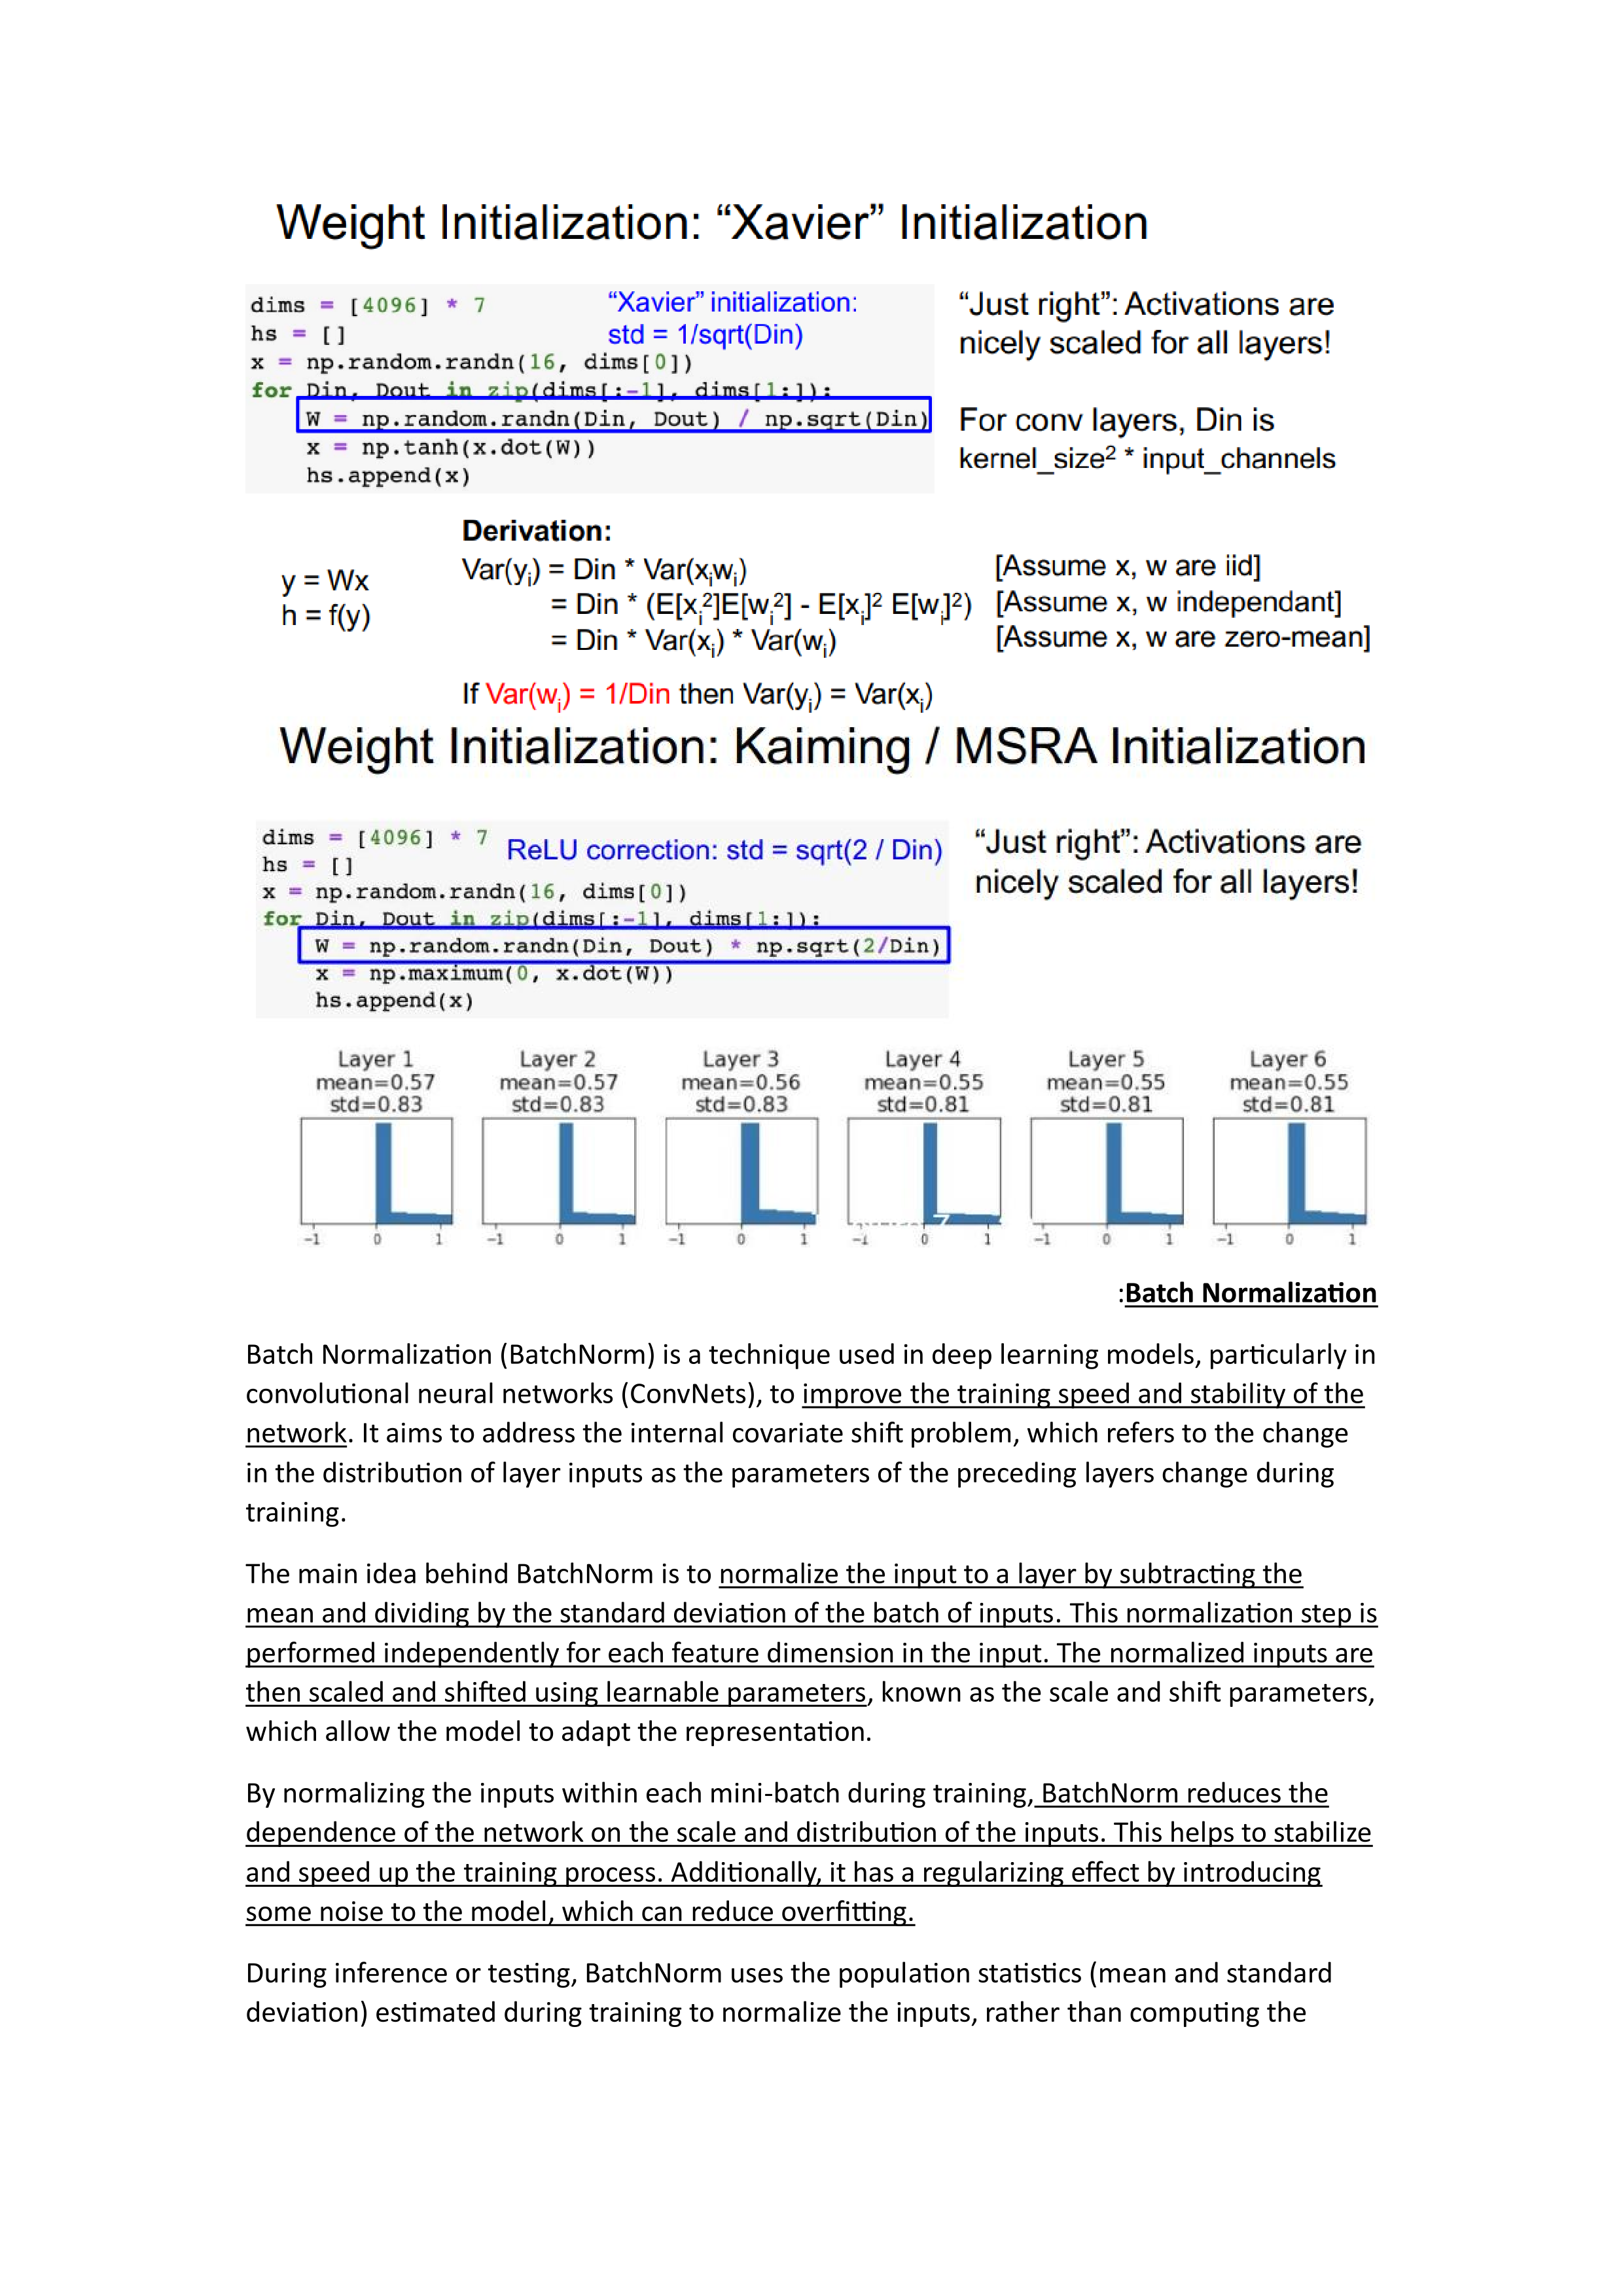 Weight Initialization: “Xavier” Initialization
dims = [4096] * 7
“Xavier” initialization:
hs = []
std = 1/sqrt(Din)
x = np.random.randn(16, dims[0])
for Din, Dout in zip(dims[:-1], dims[1:]):
W = np.random.randn(Din, Dout) / np.sqrt(Din)
x = np.tanh(x.dot(W))
hs.append(x)
“Just right”: Activations are
nicely scaled for all layers!
For conv layers, Din is
kernel_size² * input_channels
y = Wx
h = f(y)
Derivation:
Var(yᵢ) = Din * Var(xᵢwᵢ) [Assume x, w are iid]
= Din * (E[xᵢ²]E[wᵢ²] - E[xᵢ]² E[wᵢ]²) [Assume x, w independant]
= Din * Var(xᵢ) * Var(wᵢ) [Assume x, w are zero-mean]
If Var(wᵢ) = 1/Din then Var(yᵢ) = Var(xᵢ)
Weight Initialization: Kaiming / MSRA Initialization
dims = [4096] * 7
ReLU correction: std = sqrt(2 / Din)
hs = []
x = np.random.randn(16, dims[0])
for Din, Dout in zip(dims[:-1], dims[1:]):
W = np.random.randn(Din, Dout) * np.sqrt(2/Din)
x = np.maximum(0, x.dot(W))
hs.append(x)
“Just right”: Activations are
nicely scaled for all layers!
Layer 1 Layer 2 Layer 3 Layer 4 Layer 5 Layer 6
mean=0.57 mean=0.57 mean=0.56 mean=0.55 mean=0.55 mean=0.55
std=0.83 std=0.83 std=0.83 std=0.81 std=0.81 std=0.81
−1 0 1 −1 0 1 −1 0 1 −1 0 1 −1 0 1 −1 0 1
:Batch Normalization
Batch Normalization (BatchNorm) is a technique used in deep learning models, particularly in
convolutional neural networks (ConvNets), to improve the training speed and stability of the
network. It aims to address the internal covariate shift problem, which refers to the change
in the distribution of layer inputs as the parameters of the preceding layers change during
training.
The main idea behind BatchNorm is to normalize the input to a layer by subtracting the
mean and dividing by the standard deviation of the batch of inputs. This normalization step is
performed independently for each feature dimension in the input. The normalized inputs are
then scaled and shifted using learnable parameters, known as the scale and shift parameters,
which allow the model to adapt the representation.
By normalizing the inputs within each mini-batch during training, BatchNorm reduces the
dependence of the network on the scale and distribution of the inputs. This helps to stabilize
and speed up the training process. Additionally, it has a regularizing effect by introducing
some noise to the model, which can reduce overfitting.
During inference or testing, BatchNorm uses the population statistics (mean and standard
deviation) estimated during training to normalize the inputs, rather than computing the